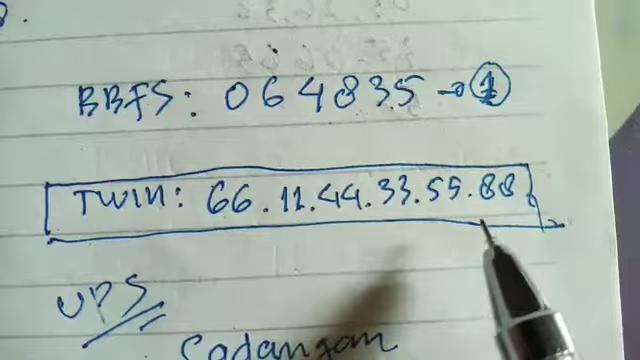 BBFS: 064835 → 1
TWIN: 66.11.44.33.55.88
UPS
Cadangan